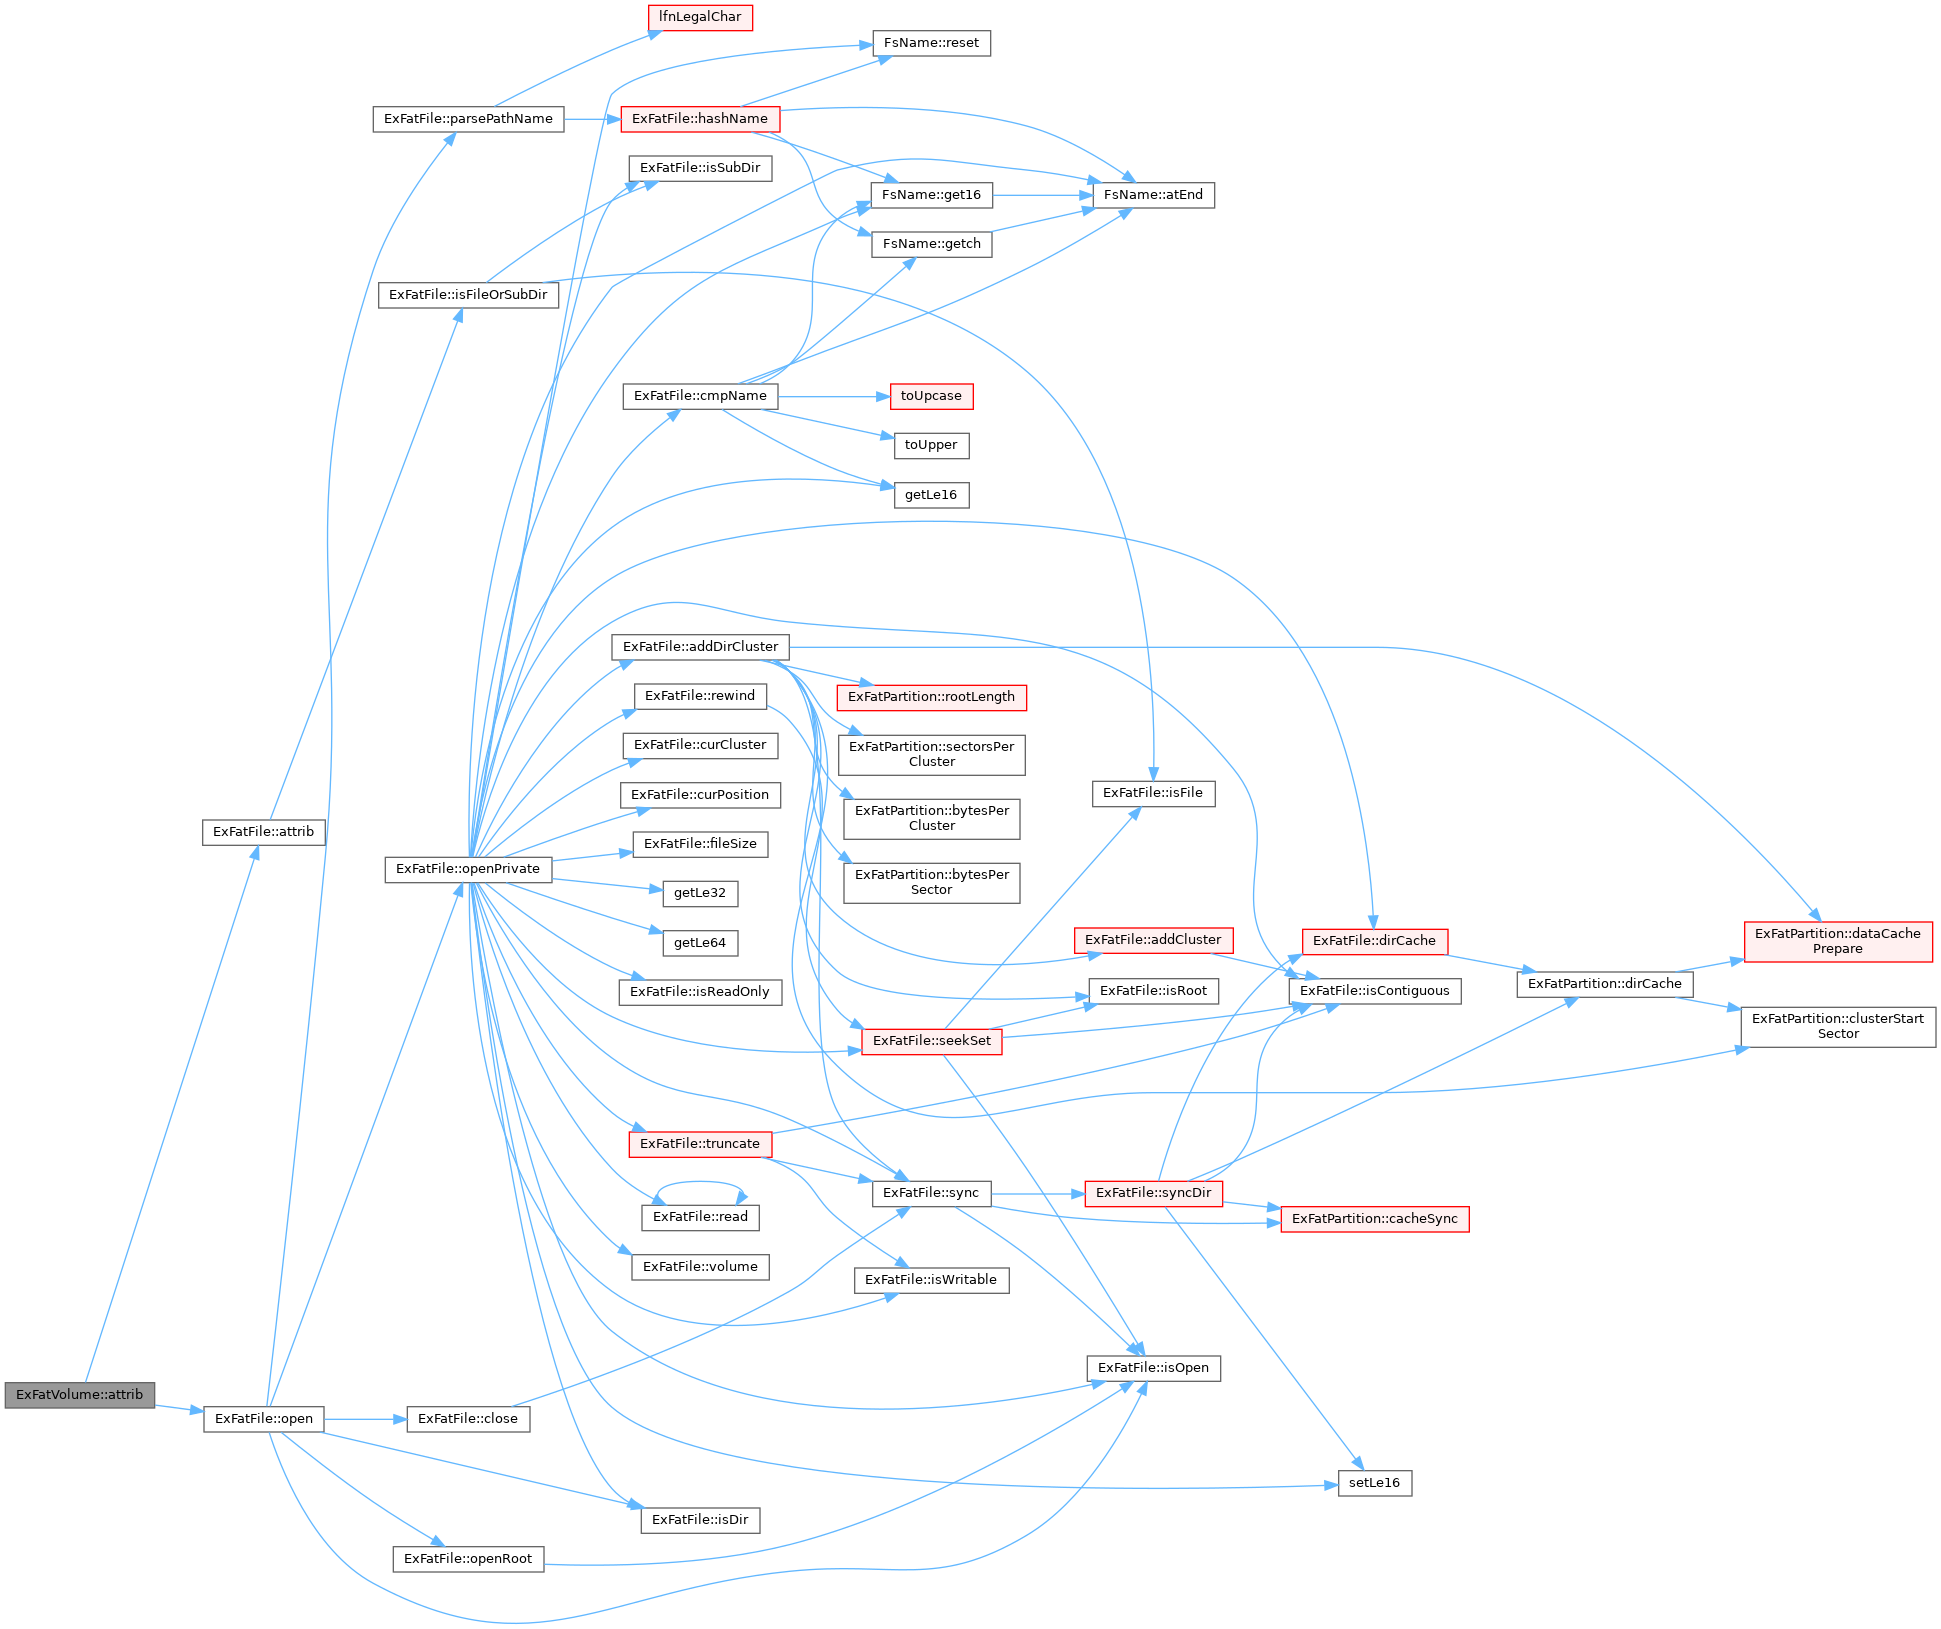 lfnLegalChar
FsName::reset
ExFatFile::parsePathName
ExFatFile::hashName
ExFatFile::isSubDir
FsName::get16
FsName::atEnd
FsName::getch
ExFatFile::isFileOrSubDir
ExFatFile::cmpName
toUpcase
toUpper
getLe16
ExFatFile::addDirCluster
ExFatFile::rewind
ExFatPartition::rootLength
ExFatFile::curCluster
ExFatPartition::sectorsPer
Cluster
ExFatFile::curPosition
ExFatFile::isFile
ExFatPartition::bytesPer
Cluster
ExFatFile::attrib
ExFatFile::fileSize
ExFatFile::openPrivate
ExFatPartition::bytesPer
Sector
getLe32
getLe64
ExFatFile::addCluster
ExFatFile::dirCache
ExFatPartition::dataCache
Prepare
ExFatFile::isReadOnly
ExFatFile::isRoot
ExFatFile::isContiguous
ExFatPartition::dirCache
ExFatPartition::clusterStart
Sector
ExFatFile::seekSet
ExFatFile::truncate
ExFatFile::sync
ExFatFile::syncDir
ExFatFile::read
ExFatPartition::cacheSync
ExFatFile::volume
ExFatFile::isWritable
ExFatFile::isOpen
ExFatVolume::attrib
ExFatFile::open
ExFatFile::close
setLe16
ExFatFile::isDir
ExFatFile::openRoot